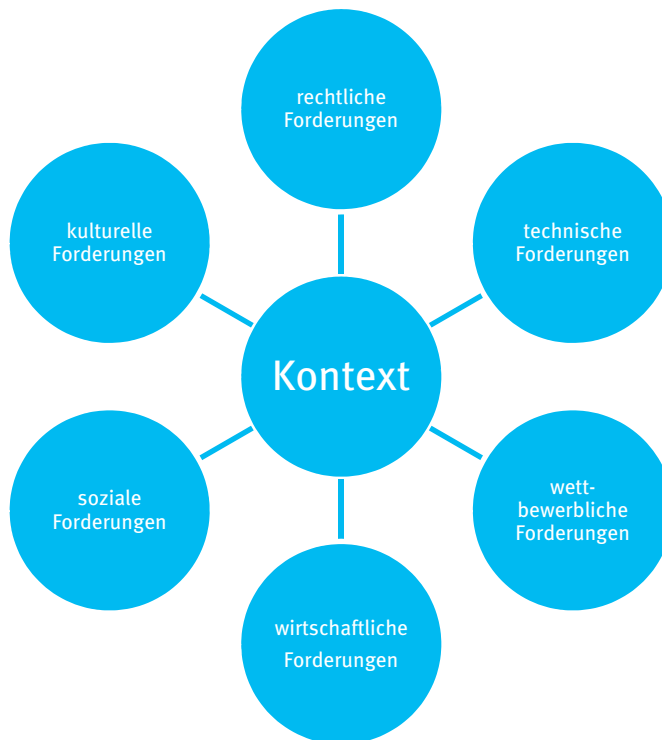 rechtliche
Forderungen
kulturelle
Forderungen
technische
Forderungen
Kontext
soziale
Forderungen
wett-
bewerbliche
Forderungen
wirtschaftliche
Forderungen